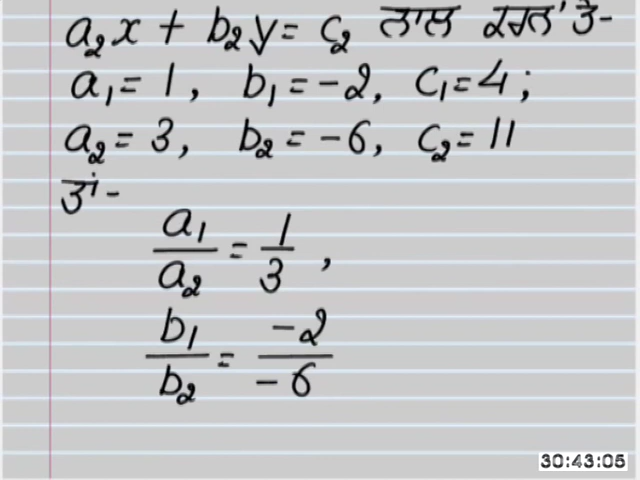 a₂x + b₂y = c₂ ਨਾਲ ਕਰਨ ਤੇ-
a₁ = 1, b₁ = -2, c₁ = 4;
a₂ = 3, b₂ = -6, c₂ = 11
ਤਾਂ-
a₁/a₂ = 1/3,
b₁/b₂ = -2/-6
30:43:05